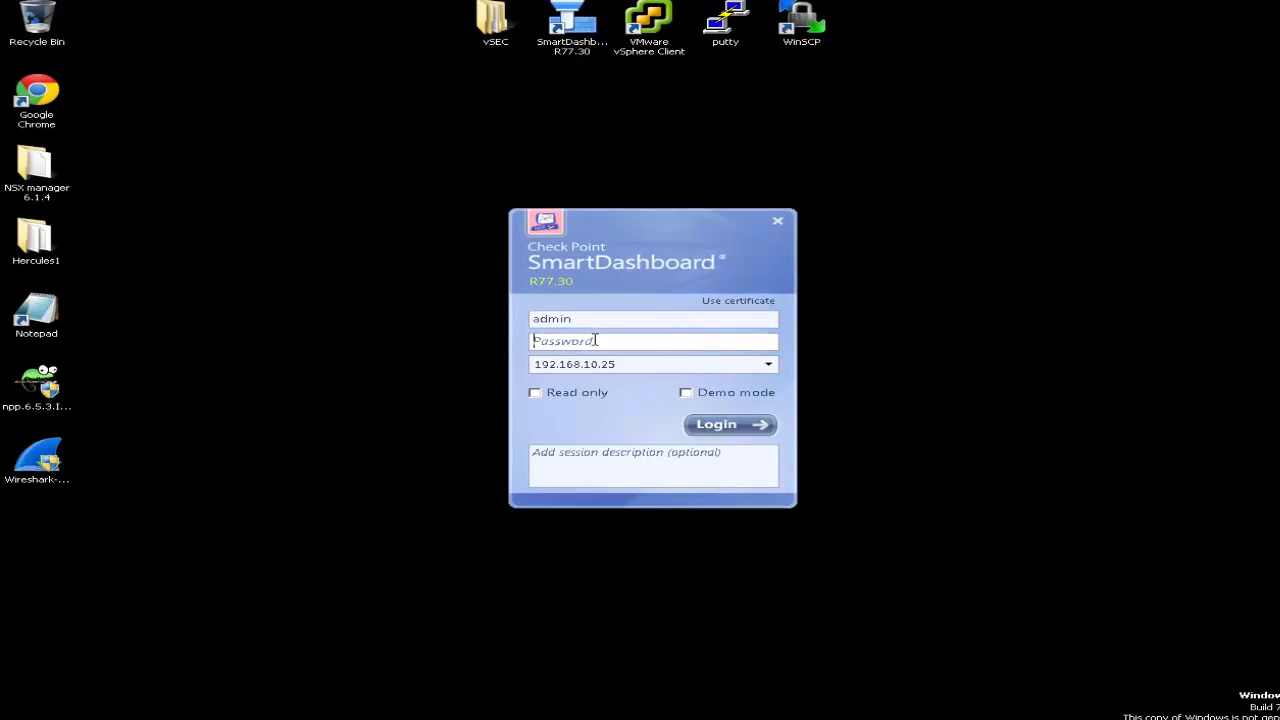 Recycle Bin
vSEC
SmartDashb...
R77.30
VMware
vSphere Client
putty
WinSCP
Google
Chrome
NSX manager
6.1.4
Hercules1
Notepad
npp.6.5.3.I...
Wireshark-...
Check Point
SmartDashboard
R77.30
Use certificate
admin
Password
192.168.10.25
Read only
Demo mode
Login
Add session description (optional)
Window
Build 7
This copy of Windows is not